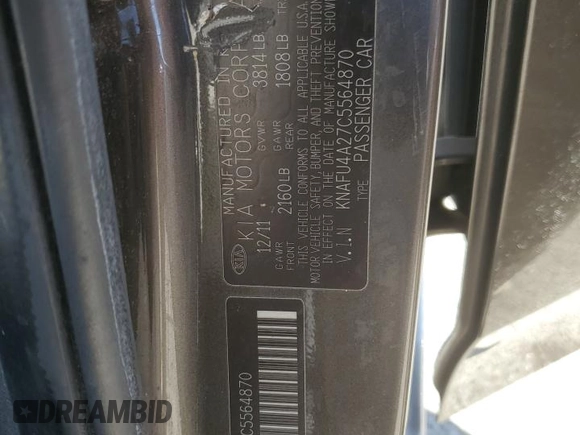 MANUFACTURED IN
KIA MOTORS CORP
12/11 GVWR 3814LB
GAWR FRONT 2160LB GAWR REAR 1808LB
THIS VEHICLE CONFORMS TO ALL APPLICABLE U.S.A.
MOTOR VEHICLE SAFETY, BUMPER, AND THEFT PREVENTION
IN EFFECT ON THE DATE OF MANUFACTURE SHOW
V.I.N KNAFU4A27C5564870
TYPE PASSENGER CAR
KIA
C5564870
DREAMBID